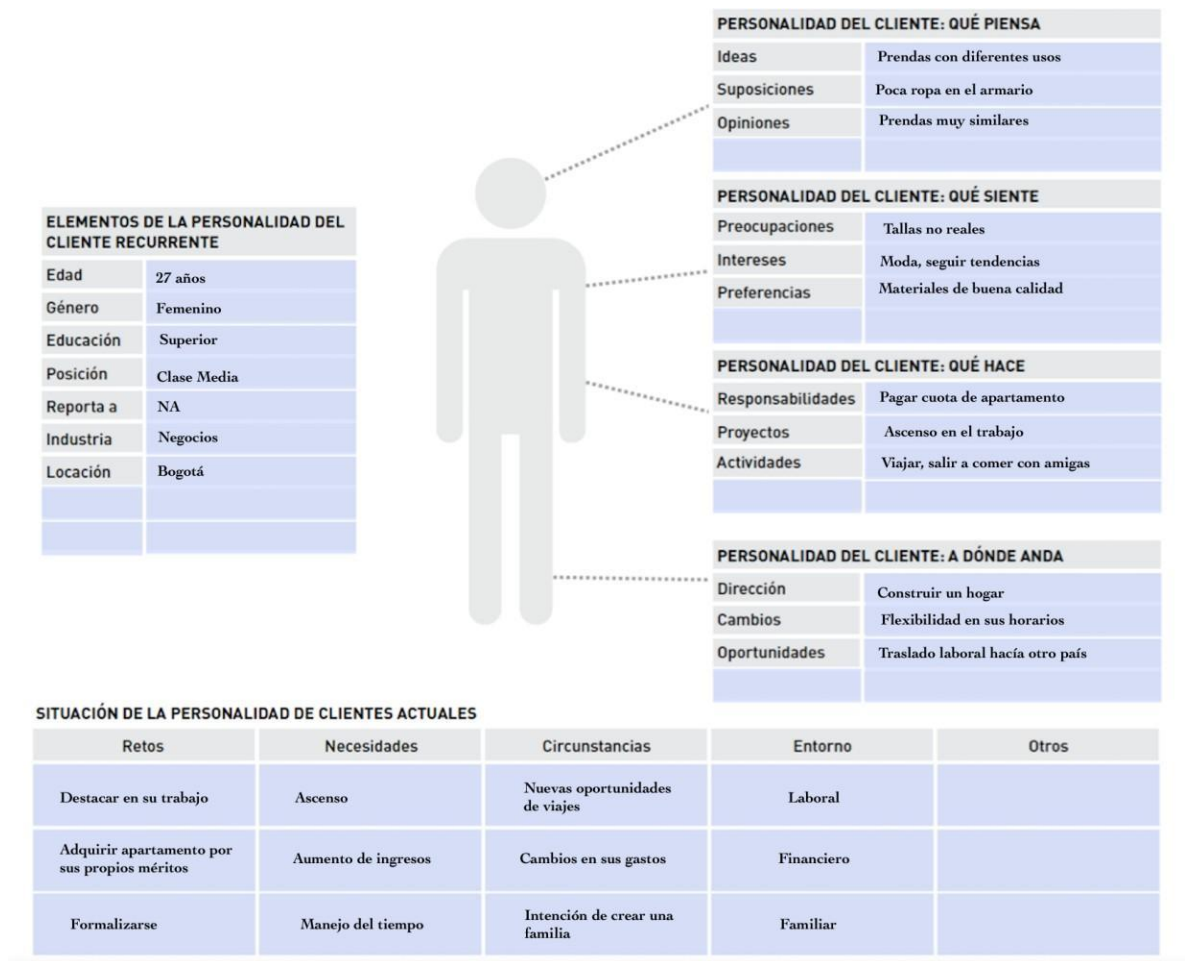 PERSONALIDAD DEL CLIENTE: QUÉ PIENSA
Ideas Prendas con diferentes usos
Suposiciones Poca ropa en el armario
Opiniones Prendas muy similares
PERSONALIDAD DEL CLIENTE: QUÉ SIENTE
Preocupaciones Tallas no reales
Intereses Moda, seguir tendencias
Preferencias Materiales de buena calidad
ELEMENTOS DE LA PERSONALIDAD DEL
CLIENTE RECURRENTE
Edad 27 años
Género Femenino
Educación Superior
Posición Clase Media
Reporta a NA
Industria Negocios
Locación Bogotá
PERSONALIDAD DEL CLIENTE: QUÉ HACE
Responsabilidades Pagar cuota de apartamento
Proyectos Ascenso en el trabajo
Actividades Viajar, salir a comer con amigas
PERSONALIDAD DEL CLIENTE: A DÓNDE ANDA
Dirección Construir un hogar
Cambios Flexibilidad en sus horarios
Oportunidades Traslado laboral hacía otro país
SITUACIÓN DE LA PERSONALIDAD DE CLIENTES ACTUALES
Retos Necesidades Circunstancias Entorno Otros
Destacar en su trabajo Ascenso Nuevas oportunidades
de viajes Laboral
Adquirir apartamento por
sus propios méritos Aumento de ingresos Cambios en sus gastos Financiero
Formalizarse Manejo del tiempo Intención de crear una
familia Familiar